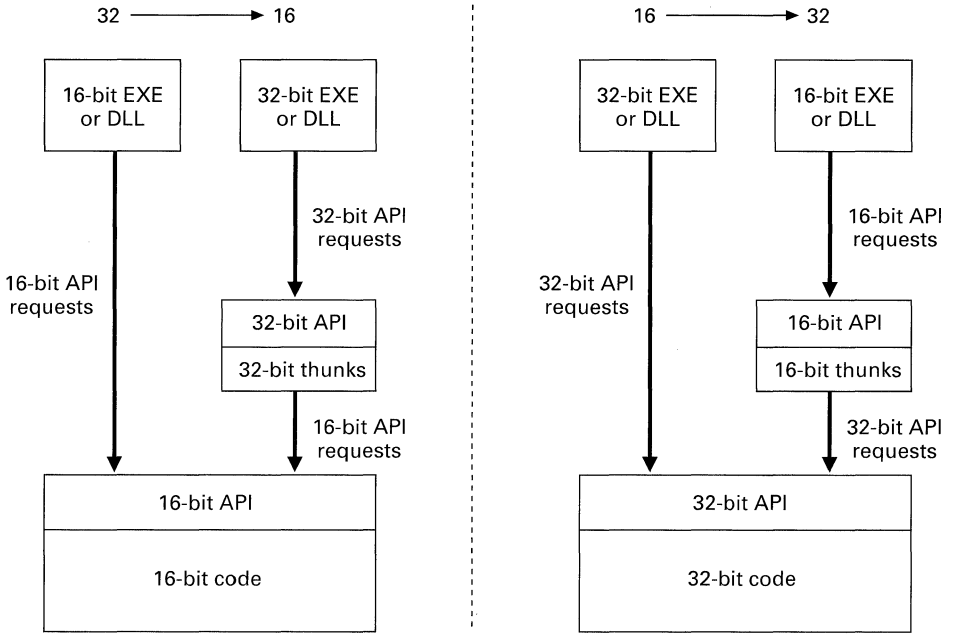 32 16
16-bit EXE
or DLL
32-bit EXE
or DLL
32-bit API
requests
16-bit API
requests
32-bit API
32-bit thunks
16-bit API
requests
16-bit API
16-bit code
16 32
32-bit EXE
or DLL
16-bit EXE
or DLL
16-bit API
requests
32-bit API
requests
16-bit API
16-bit thunks
32-bit API
requests
32-bit API
32-bit code